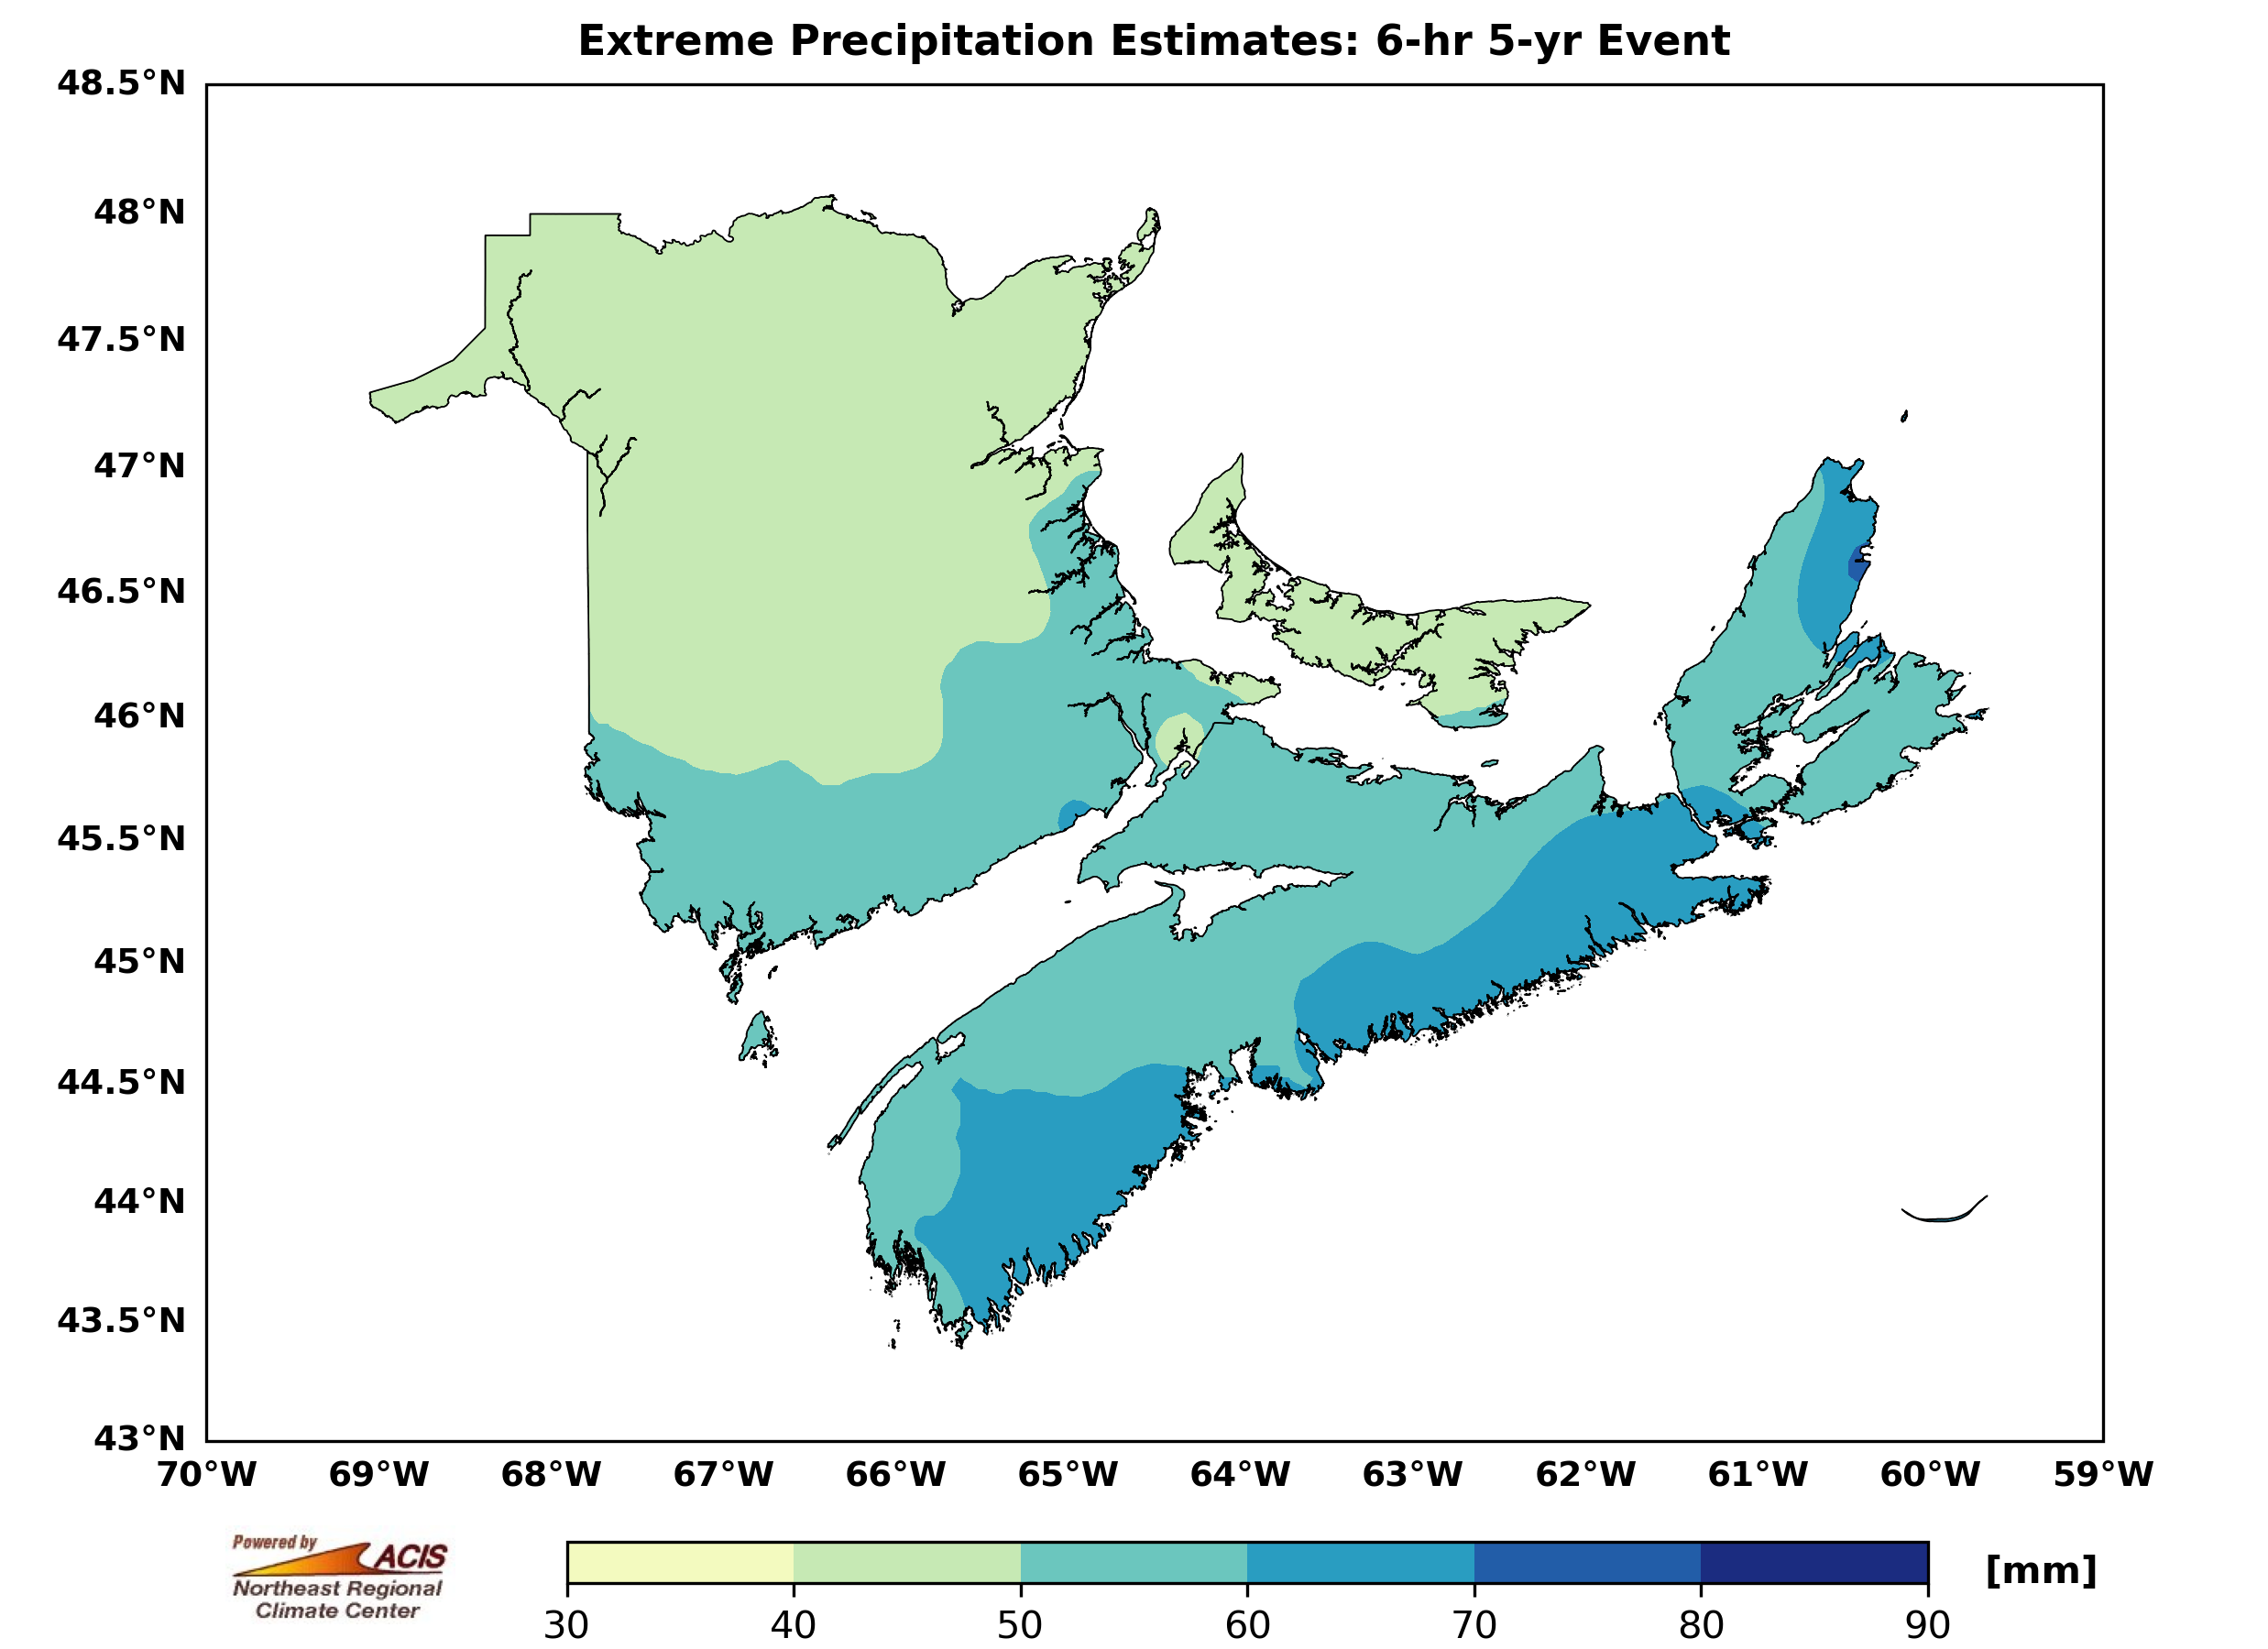 Extreme Precipitation Estimates: 6-hr 5-yr Event
48.5°N
48°N
47.5°N
47°N
46.5°N
46°N
45.5°N
45°N
44.5°N
44°N
43.5°N
43°N
70°W 69°W 68°W 67°W 66°W 65°W 64°W 63°W 62°W 61°W 60°W 59°W
Powered by
ACIS
Northeast Regional
Climate Center
[mm]
30 40 50 60 70 80 90